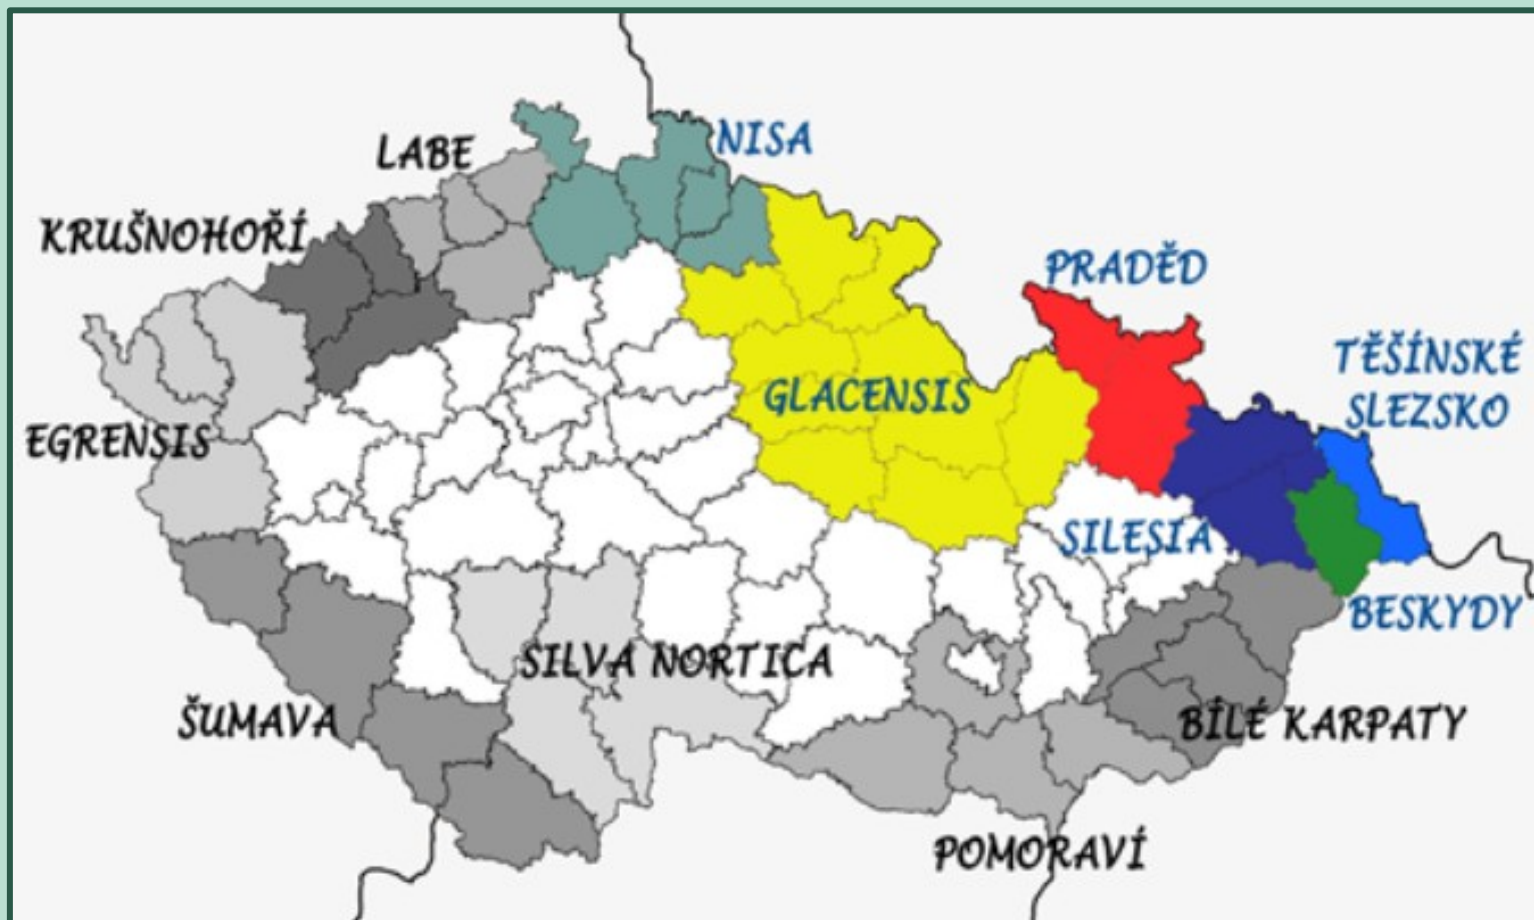 LABE
NISA
KRUŠNOHOŘÍ
PRADĚD
TĚŠÍNSKÉ
SLEZSKO
GLACENSIS
EGRENSIS
SILESIA
BESKYDY
SILVA NORTICA
ŠUMAVA
BÍLÉ KARPATY
POMORAVÍ